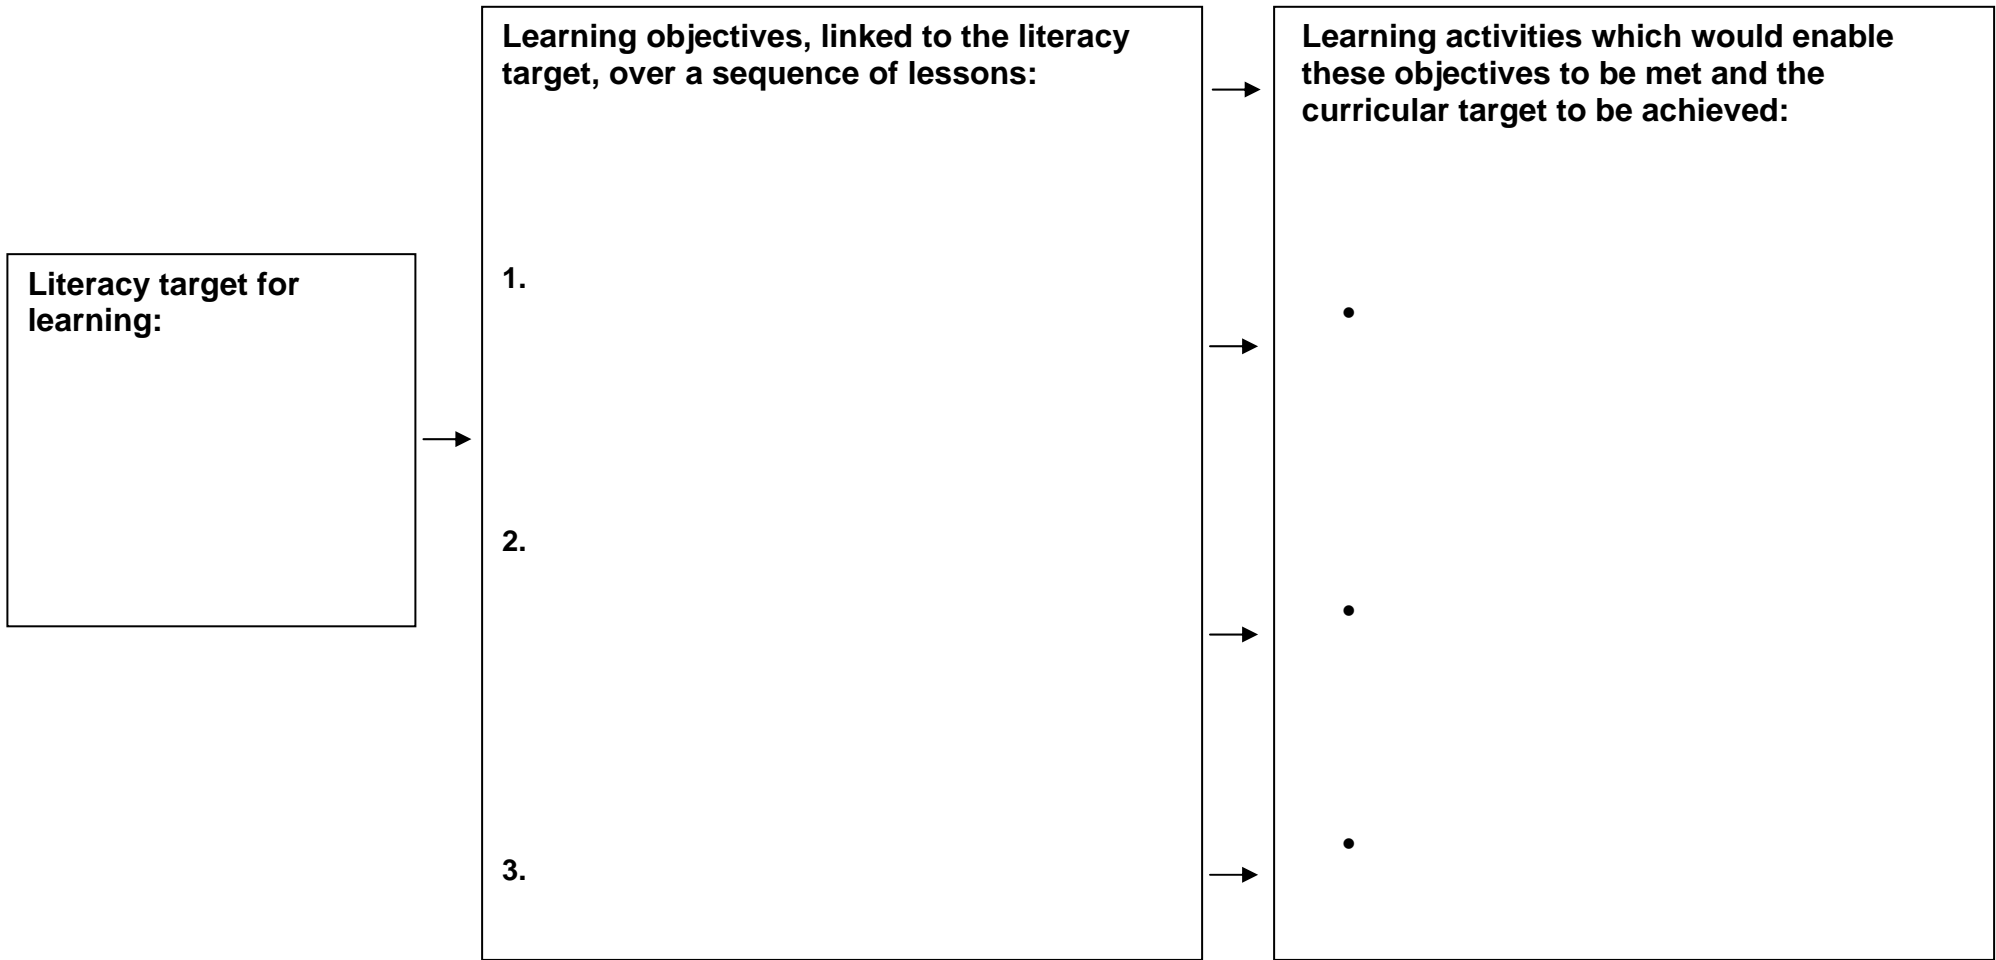 Literacy target for
learning:
Learning objectives, linked to the literacy
target, over a sequence of lessons:
1.
2.
3.
Learning activities which would enable
these objectives to be met and the
curricular target to be achieved:
•
•
•